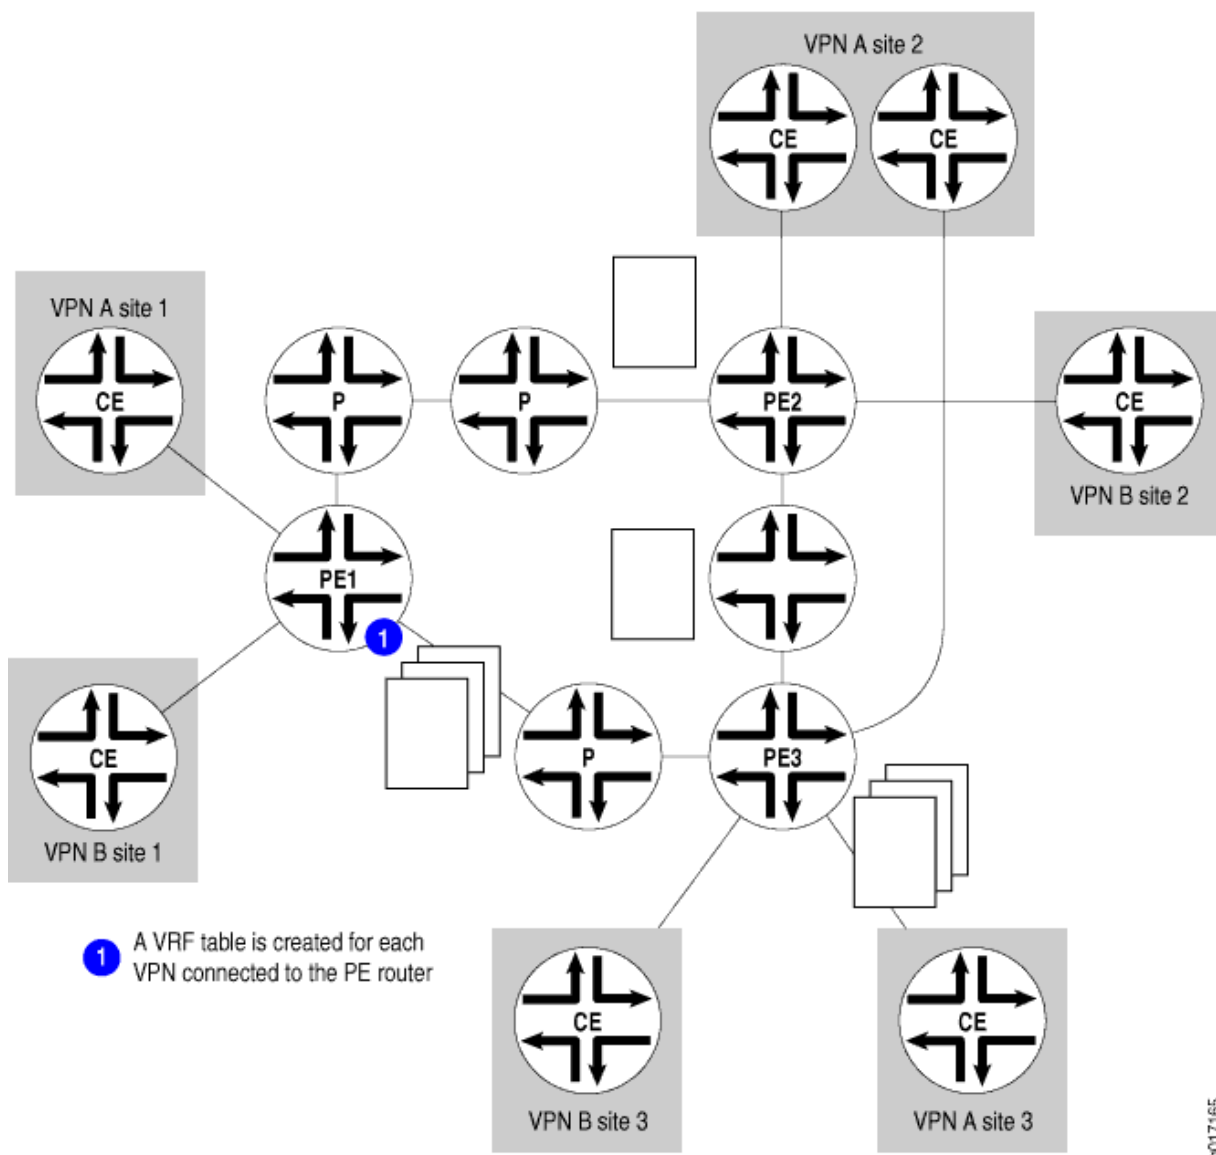 VPN A site 2
CE
CE
VPN A site 1
CE
P
P
PE2
CE
VPN B site 2
PE1
1
CE
VPN B site 1
P
PE3
1 A VRF table is created for each
VPN connected to the PE router
CE
VPN B site 3
CE
VPN A site 3
g017165